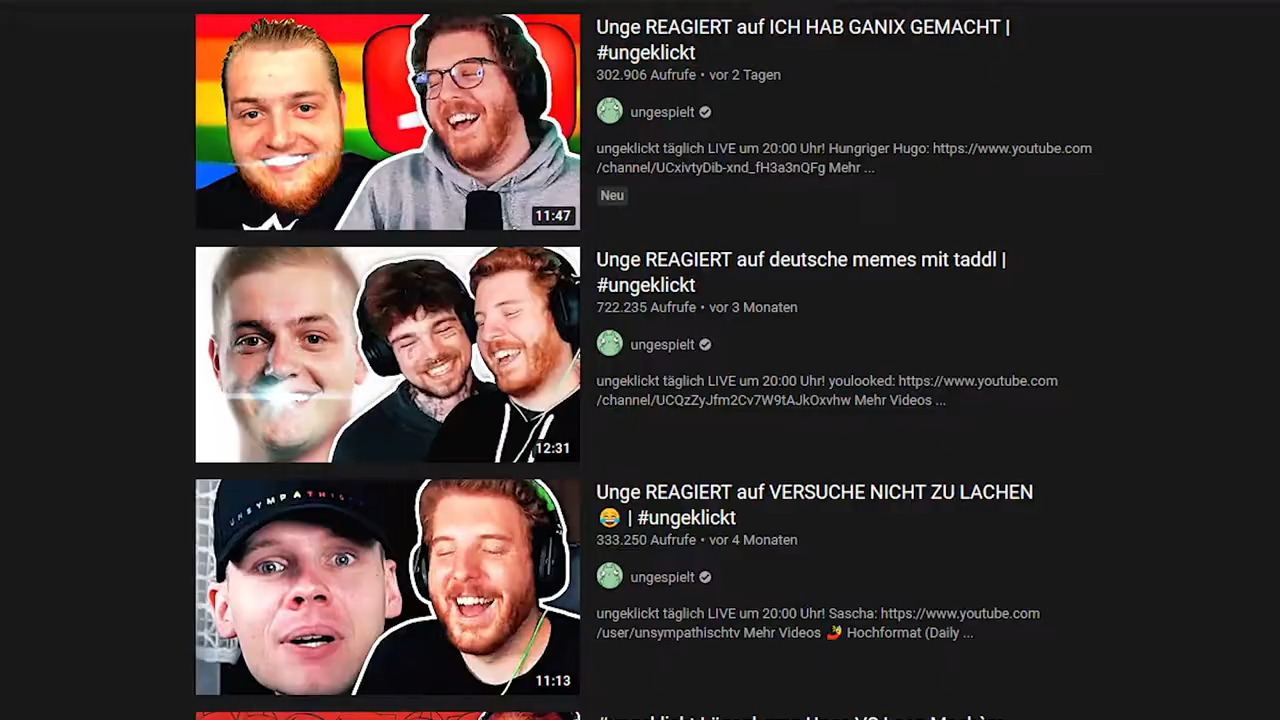 Unge REAGIERT auf ICH HAB GANIX GEMACHT |
#ungeklickt
302.906 Aufrufe • vor 2 Tagen
ungespielt
ungeklickt täglich LIVE um 20:00 Uhr! Hungriger Hugo: https://www.youtube.com
/channel/UCxivtyDib-xnd_fH3a3nQFg Mehr ...
Neu
11:47
Unge REAGIERT auf deutsche memes mit taddl |
#ungeklickt
722.235 Aufrufe • vor 3 Monaten
ungespielt
ungeklickt täglich LIVE um 20:00 Uhr! youlooked: https://www.youtube.com
/channel/UCQzZyJfm2Cv7W9tAJkOxvhw Mehr Videos ...
12:31
UNSYMPATHISCH
Unge REAGIERT auf VERSUCHE NICHT ZU LACHEN
😂 | #ungeklickt
333.250 Aufrufe • vor 4 Monaten
ungespielt
ungeklickt täglich LIVE um 20:00 Uhr! Sascha: https://www.youtube.com
/user/unsympathischtv Mehr Videos 🤳 Hochformat (Daily ...
11:13